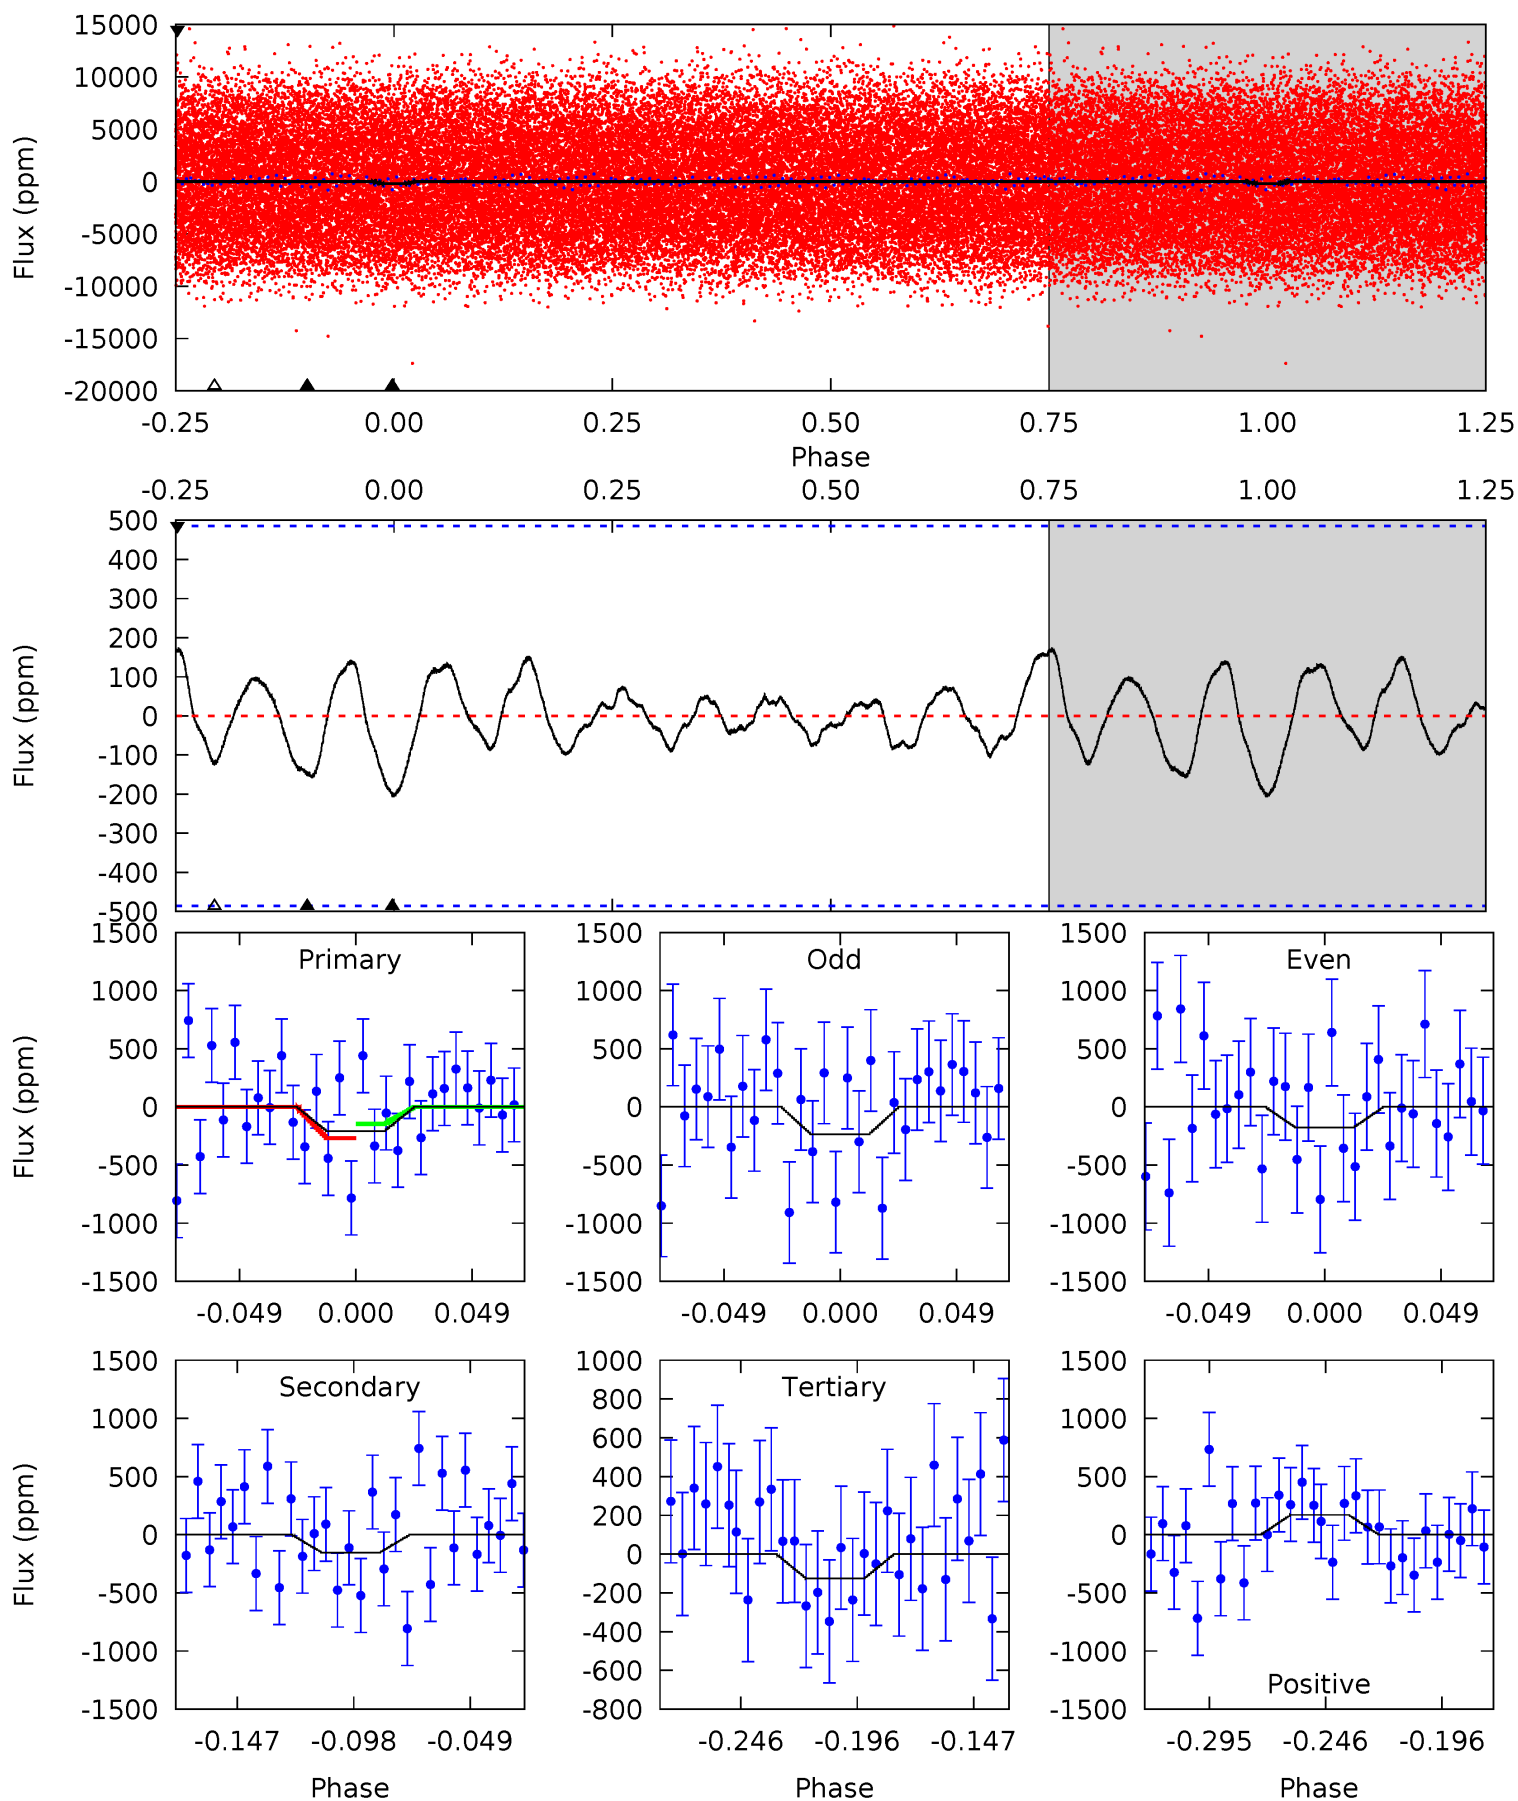 15000
10000
5000
0
-5000
-10000
-15000
-20000
Flux (ppm)
-0.25 0.00 0.25 0.50 0.75 1.00 1.25
Phase
-0.25 0.00 0.25 0.50 0.75 1.00 1.25
500
400
300
200
100
0
-100
-200
-300
-400
-500
Flux (ppm)
Primary
1500
1000
500
0
-500
-1000
-1500
Flux (ppm)
-0.049 0.000 0.049
Odd
1500
1000
500
0
-500
-1000
-1500
-0.049 0.000 0.049
Even
1500
1000
500
0
-500
-1000
-1500
-0.049 0.000 0.049
Secondary
1500
1000
500
0
-500
-1000
-1500
Flux (ppm)
-0.147 -0.098 -0.049
Phase
Tertiary
1000
800
600
400
200
0
-200
-400
-600
-800
-0.246 -0.196 -0.147
Phase
1500
1000
500
0
-500
-1000
-1500
Positive
-0.295 -0.246 -0.196
Phase